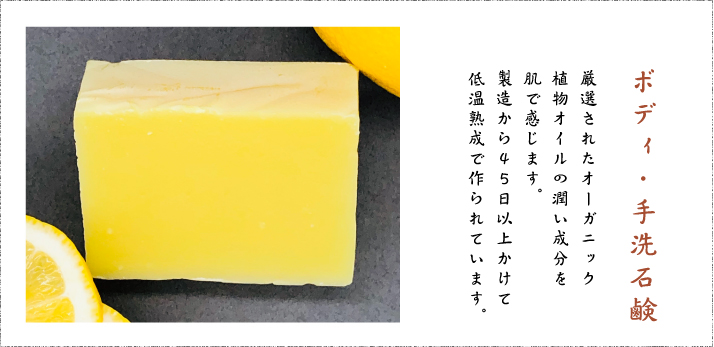 ボディ・手洗石鹸
厳選されたオーガニック
植物オイルの潤い成分を
肌で感じます。
製造から45日以上かけて
低温熟成で作られています。